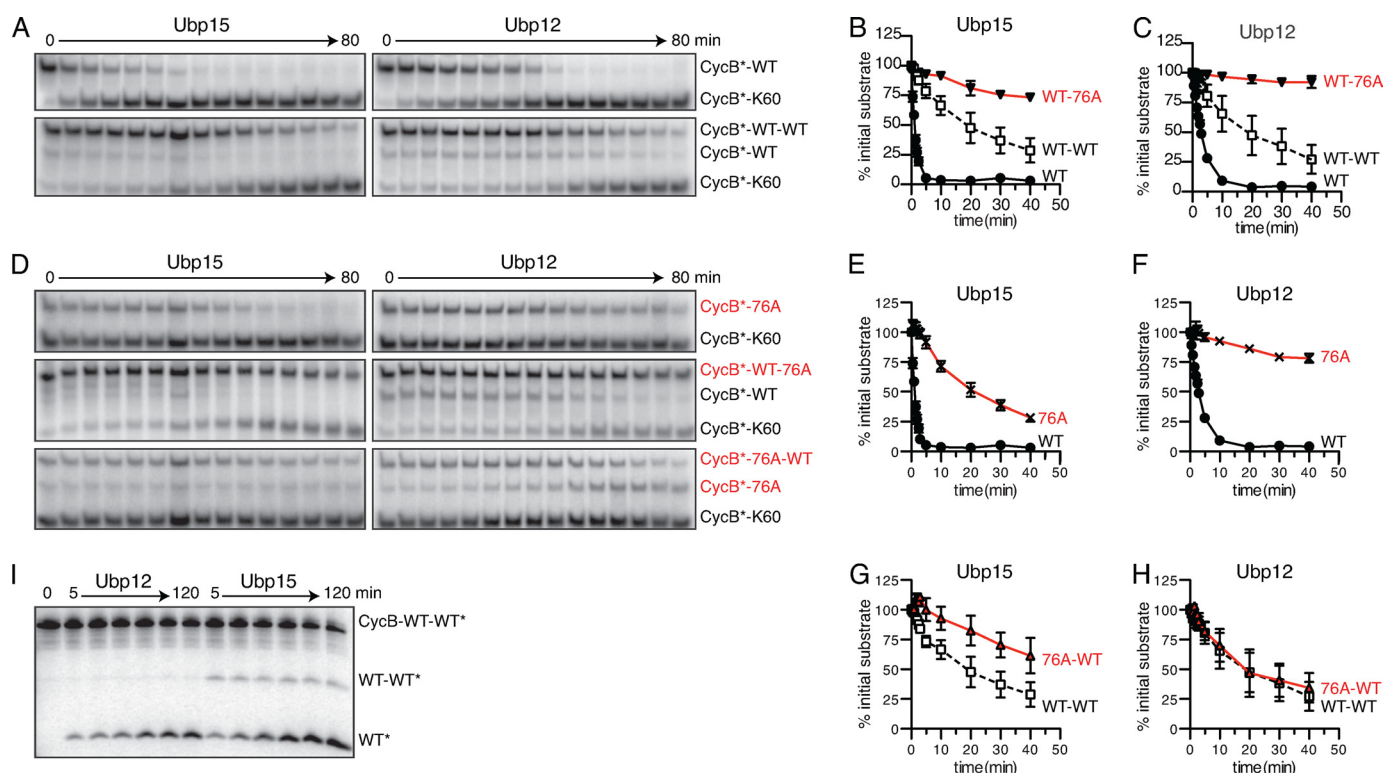 A
Ubp15
Ubp12
0 80
0 80 min
CycB*-WT
CycB*-K60
CycB*-WT-WT
CycB*-WT
CycB*-K60
B
Ubp15
% initial substrate
125
100
75
50
25
0
WT-76A
WT-WT
WT
0 10 20 30 40 50
time(min)
C
Ubp12
% initial substrate
125
100
75
50
25
0
WT-76A
WT-WT
WT
0 10 20 30 40 50
time(min)
D
Ubp15
Ubp12
0 80
0 80 min
CycB*-76A
CycB*-K60
CycB*-WT-76A
CycB*-WT
CycB*-K60
CycB*-76A-WT
CycB*-76A
CycB*-K60
E
Ubp15
% initial substrate
125
100
75
50
25
0
76A
WT
0 10 20 30 40 50
time(min)
F
Ubp12
% initial substrate
125
100
75
50
25
0
76A
WT
0 10 20 30 40 50
time(min)
I
Ubp12
Ubp15
0 5 120 5 120 min
CycB-WT-WT*
WT-WT*
WT*
G
Ubp15
% initial substrate
125
100
75
50
25
0
76A-WT
WT-WT
0 10 20 30 40 50
time(min)
H
Ubp12
% initial substrate
125
100
75
50
25
0
76A-WT
WT-WT
0 10 20 30 40 50
time(min)